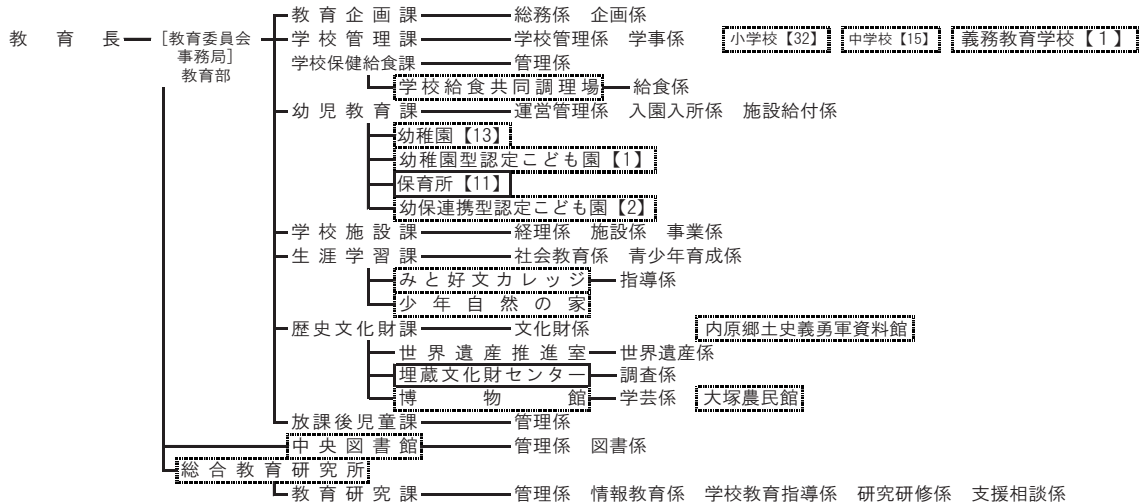 教育企画課 総務係 企画係
教育長 [教育委員会事務局]教育部 学校管理課 学校管理係 学事係 小学校【32】 中学校【15】 義務教育学校【1】
学校保健給食課 管理係
学校給食共同調理場 給食係
幼児教育課 運営管理係 入園入所係 施設給付係
幼稚園【13】
幼稚園型認定こども園【1】
保育所【11】
幼保連携型認定こども園【2】
学校施設課 経理係 施設係 事業係
生涯学習課 社会教育係 青少年育成係
みと好文カレッジ 指導係
少年自然の家
歴史文化財課 文化財係 内原郷土史義勇軍資料館
世界遺産推進室 世界遺産係
埋蔵文化財センター 調査係
博物館 学芸係 大塚農民館
放課後児童課 管理係
中央図書館 管理係 図書係
総合教育研究所
教育研究課 管理係 情報教育係 学校教育指導係 研究研修係 支援相談係